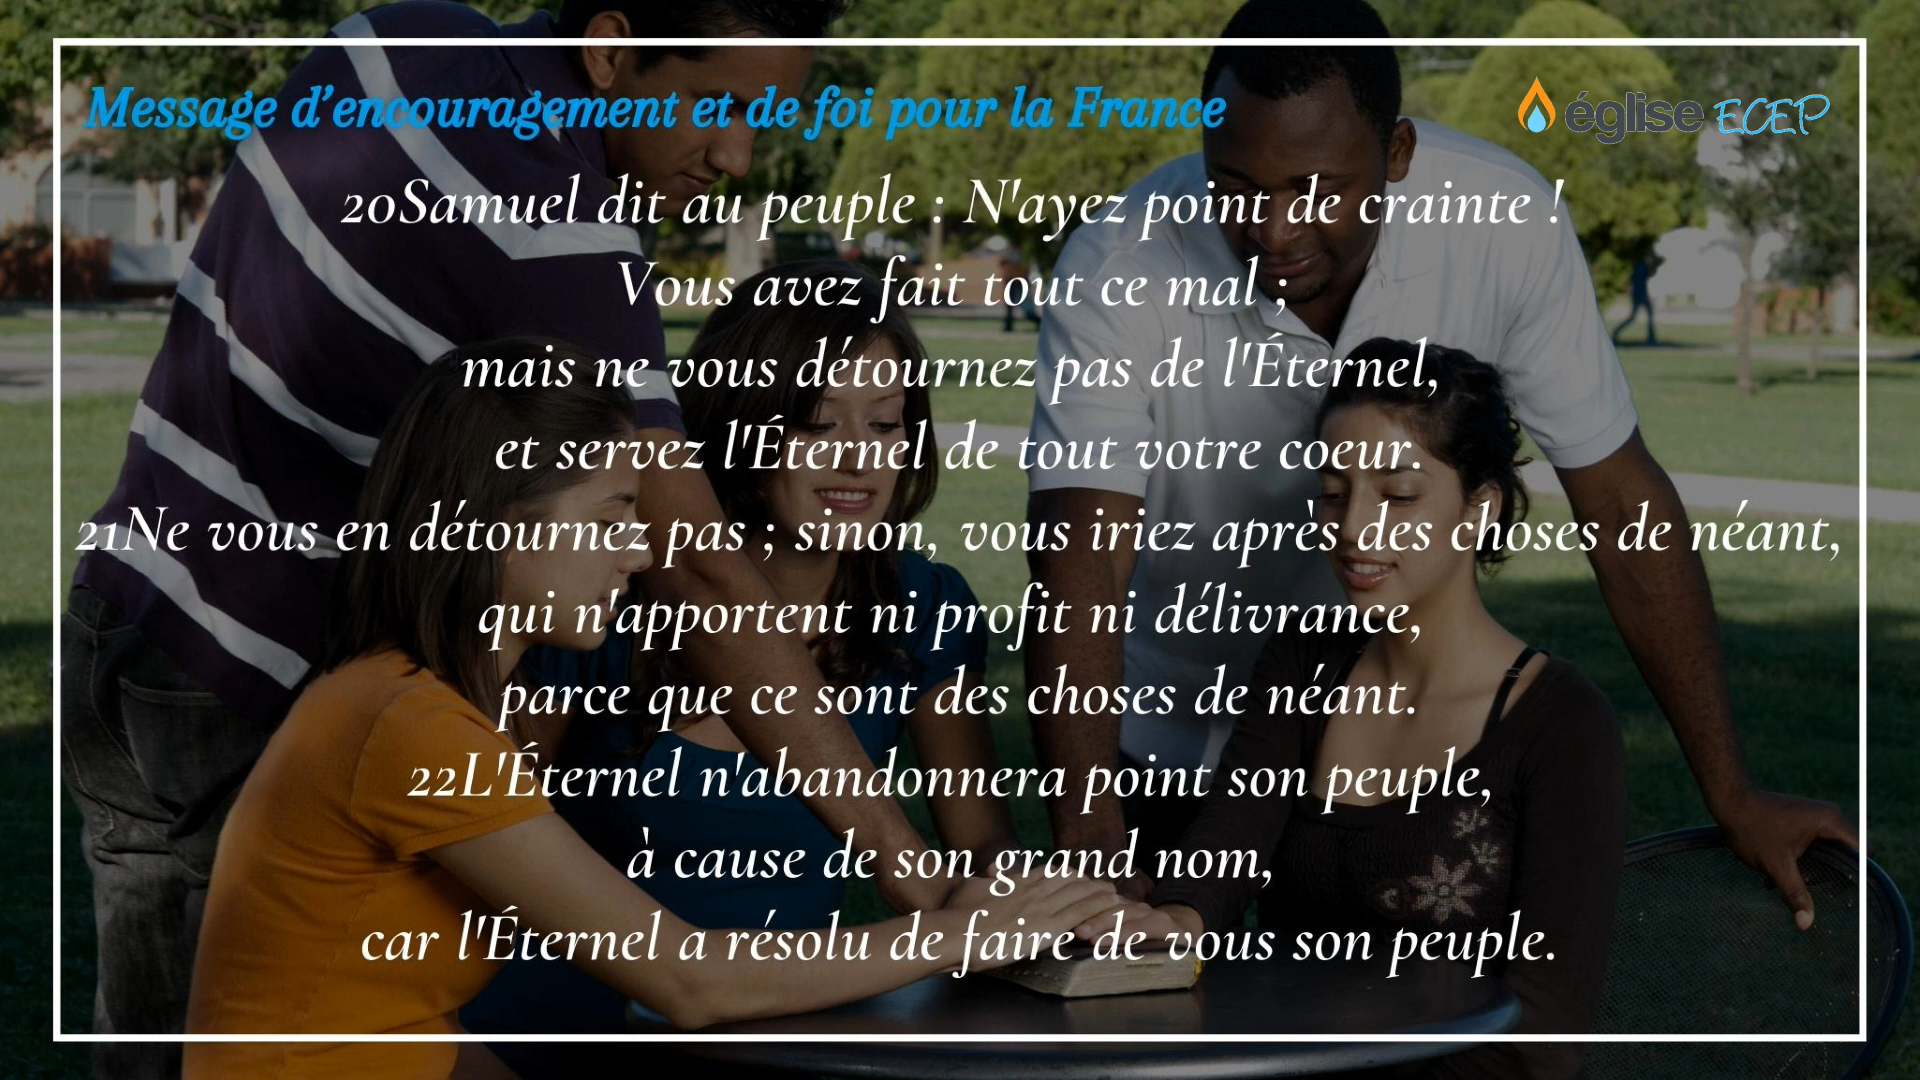 Message d’encouragement et de foi pour la France
église ECEP
20Samuel dit au peuple : N'ayez point de crainte !
Vous avez fait tout ce mal ;
mais ne vous détournez pas de l'Éternel,
et servez l'Éternel de tout votre coeur.
21Ne vous en détournez pas ; sinon, vous iriez après des choses de néant,
qui n'apportent ni profit ni délivrance,
parce que ce sont des choses de néant.
22L'Éternel n'abandonnera point son peuple,
à cause de son grand nom,
car l'Éternel a résolu de faire de vous son peuple.